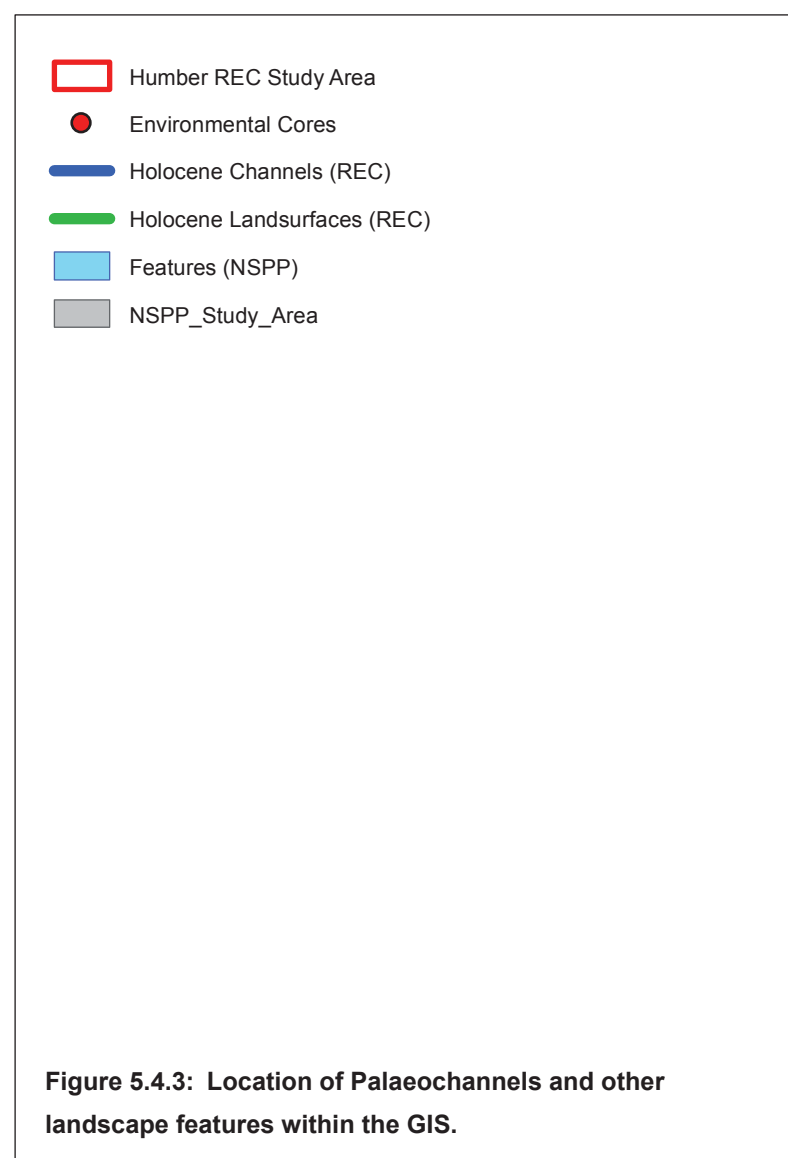 Humber REC Study Area
Environmental Cores
Holocene Channels (REC)
Holocene Landsurfaces (REC)
Features (NSPP)
NSPP_Study_Area
Figure 5.4.3: Location of Palaeochannels and other
landscape features within the GIS.